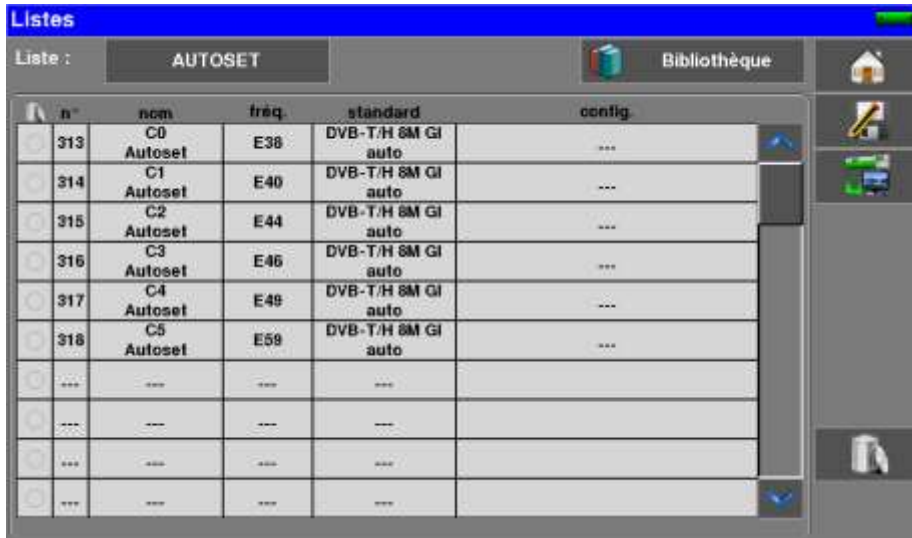 Listes
Liste : AUTOSET Bibliothèque
n° nom fréq. standard config.
313 C0 Autoset E38 DVB-T/H 8M GI auto ---
314 C1 Autoset E40 DVB-T/H 8M GI auto ---
315 C2 Autoset E44 DVB-T/H 8M GI auto ---
316 C3 Autoset E46 DVB-T/H 8M GI auto ---
317 C4 Autoset E49 DVB-T/H 8M GI auto ---
318 C5 Autoset E59 DVB-T/H 8M GI auto ---
--- --- --- ---
--- --- --- ---
--- --- --- ---
--- --- --- ---